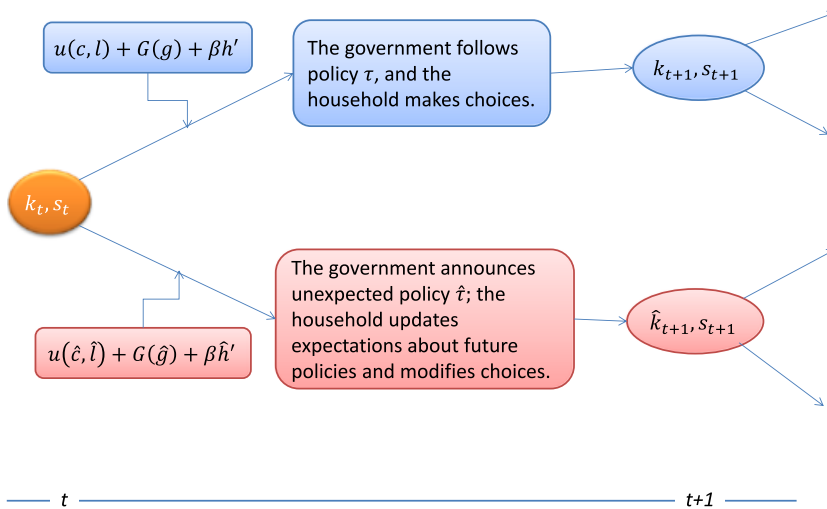 u(c, l) + G(g) + βh′
The government follows
policy τ, and the
household makes choices.
k_{t+1}, s_{t+1}
k_t, s_t
The government announces
unexpected policy τ̂; the
household updates
expectations about future
policies and modifies choices.
k̂_{t+1}, s_{t+1}
u(ĉ, l̂) + G(ĝ) + βĥ′
t
t+1